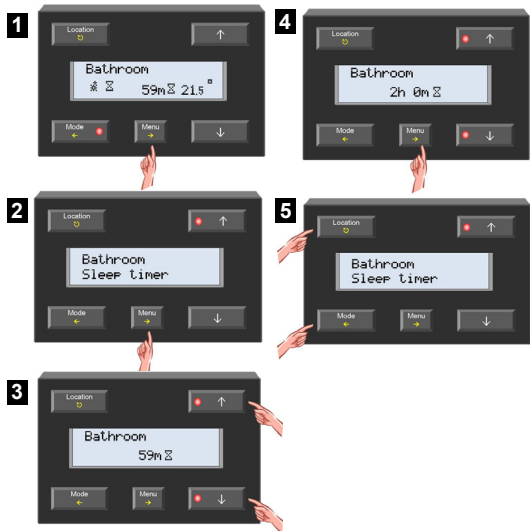 1
Location
↑
Bathroom
59m 21.5°
Mode
←
Menu
→
↓
2
Location
↑
Bathroom
Sleep timer
Mode
←
Menu
→
↓
3
Location
↑
Bathroom
59m
Mode
←
Menu
→
↓
4
Location
↑
Bathroom
2h 0m
Mode
←
Menu
→
↓
5
Location
↑
Bathroom
Sleep timer
Mode
←
Menu
→
↓